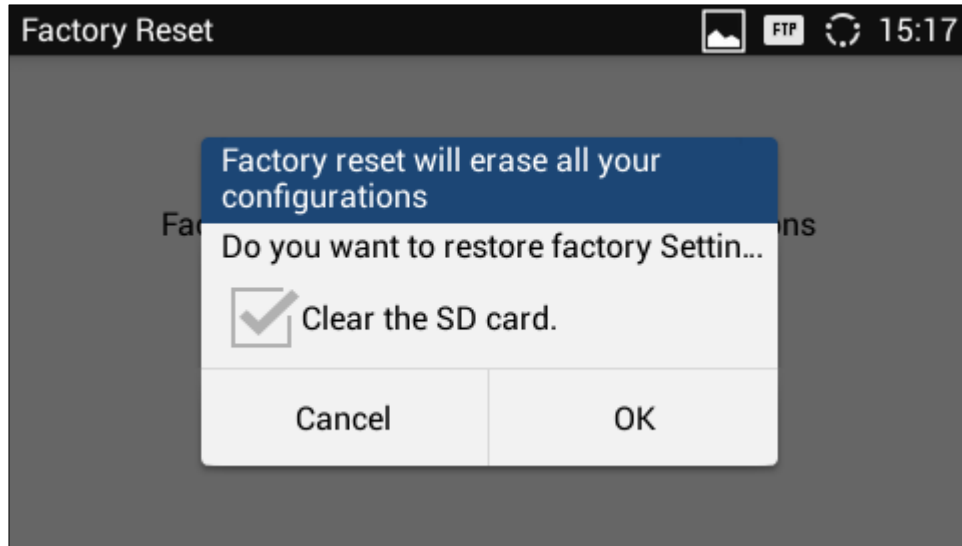 Factory Reset FTP 15:17
Factory reset will erase all your
configurations
Do you want to restore factory Settin...
Clear the SD card.
Cancel OK